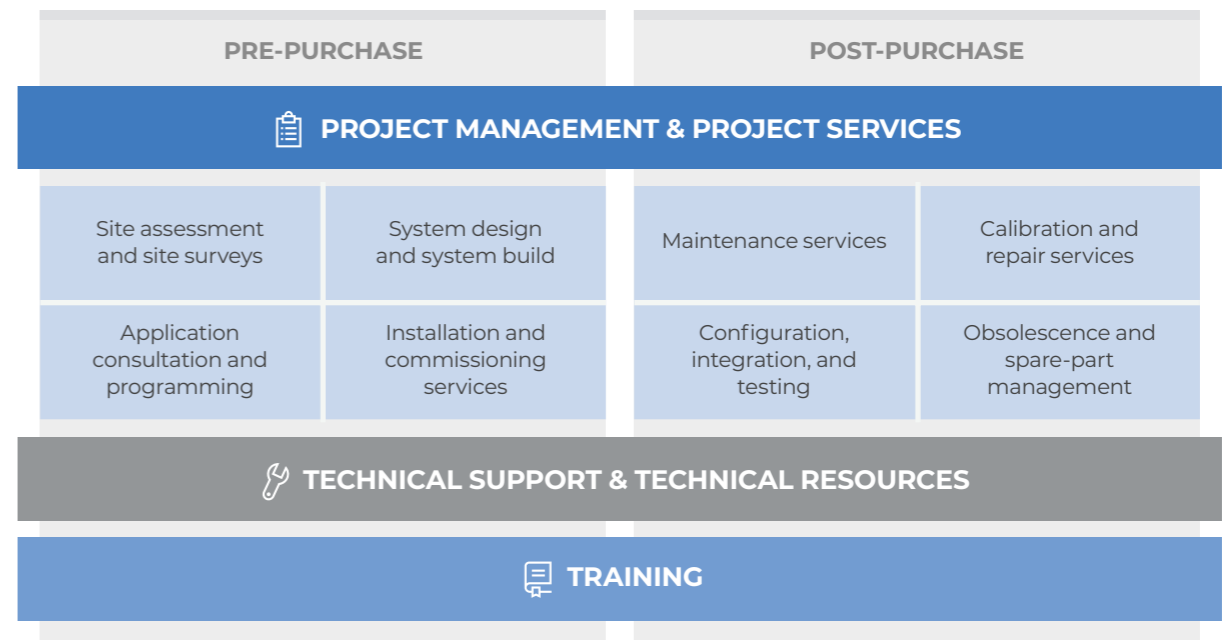 PRE-PURCHASE
POST-PURCHASE
PROJECT MANAGEMENT & PROJECT SERVICES
Site assessment
and site surveys
System design
and system build
Maintenance services
Calibration and
repair services
Application
consultation and
programming
Installation and
commissioning
services
Configuration,
integration, and
testing
Obsolescence and
spare-part
management
TECHNICAL SUPPORT & TECHNICAL RESOURCES
TRAINING